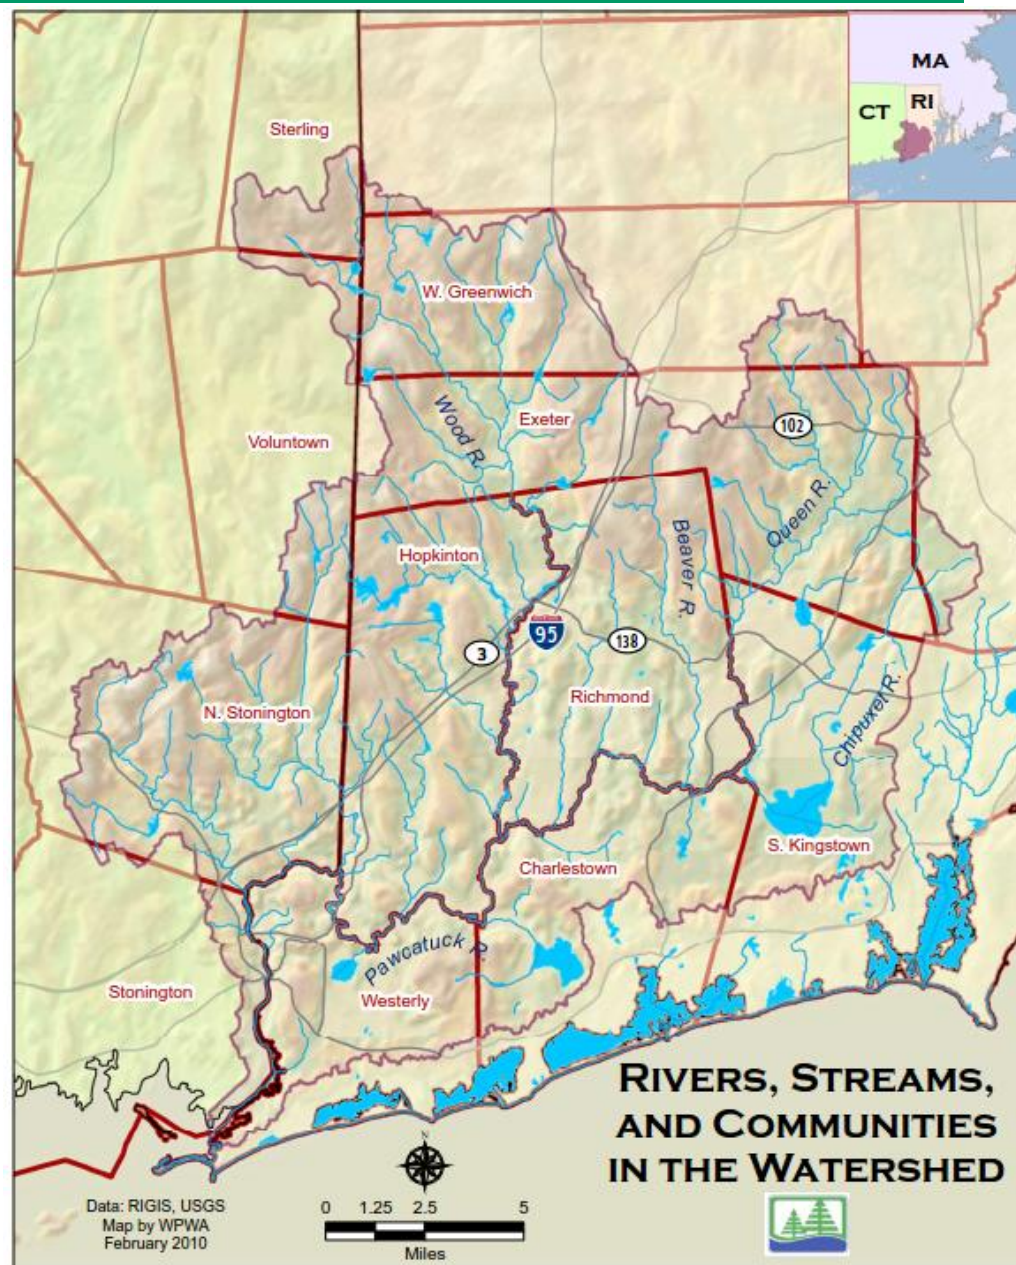 MA
CT
RI
Sterling
W. Greenwich
Wood R.
Exeter
102
Voluntown
Queen R.
Beaver R.
Hopkinton
95
138
3
Richmond
N. Stonington
Chipuxet R.
S. Kingstown
Charlestown
Pawcatuck R.
Stonington
Westerly
RIVERS, STREAMS,
AND COMMUNITIES
IN THE WATERSHED
N
Data: RIGIS, USGS
Map by WPWA
February 2010
0 1.25 2.5 5
Miles